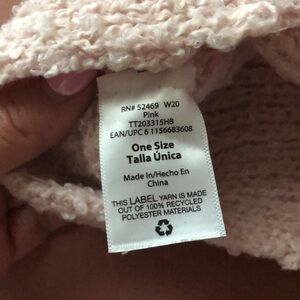 RN# 52469 W20
Pink
TT203315HB
EAN/UPC 6 1156683608
One Size
Talla Única
Made In/Hecho En
China
THIS LABEL YARN IS MADE
OUT OF 100% RECYCLED
POLYESTER MATERIALS